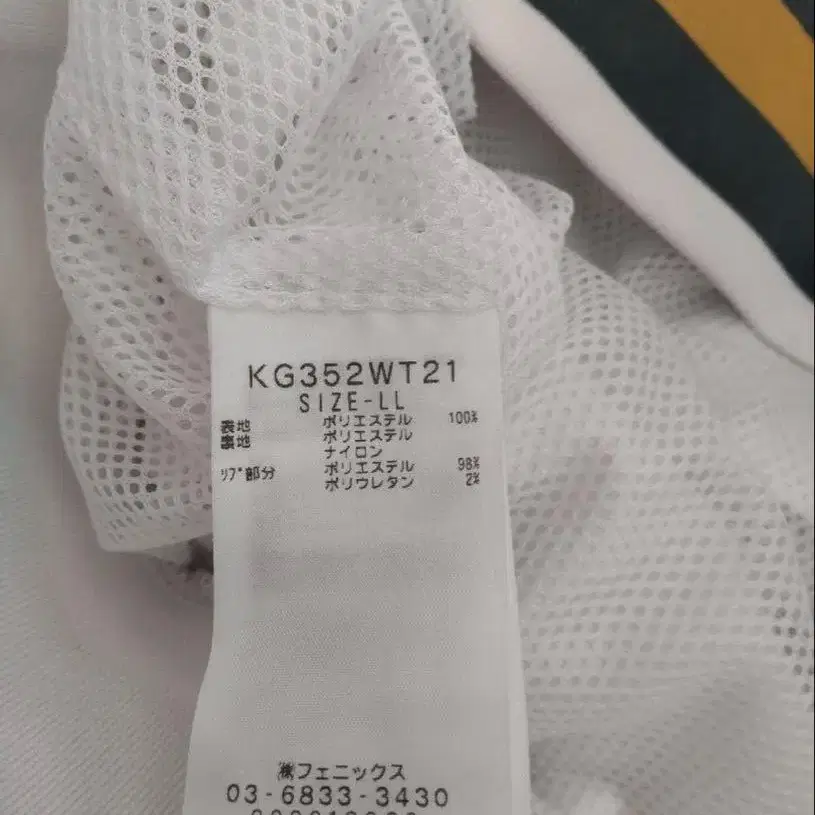 KG352WT21
SIZE-LL
表地 ポリエステル 100%
裏地 ポリエステル
ナイロン
リブ部分 ポリエステル 98%
ポリウレタン 2%
㈱フェニックス
03-6833-3430